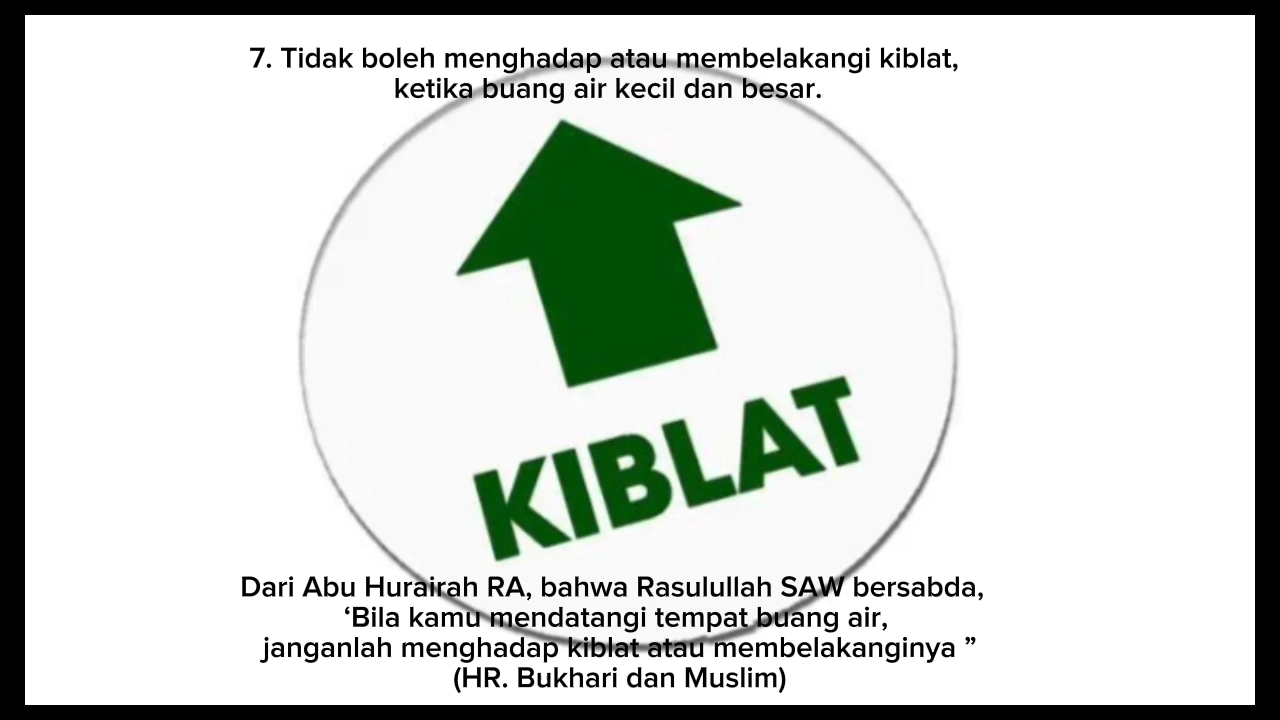 7. Tidak boleh menghadap atau membelakangi kiblat,
ketika buang air kecil dan besar.
KIBLAT
Dari Abu Hurairah RA, bahwa Rasulullah SAW bersabda,
‘Bila kamu mendatangi tempat buang air,
janganlah menghadap kiblat atau membelakanginya ”
(HR. Bukhari dan Muslim)